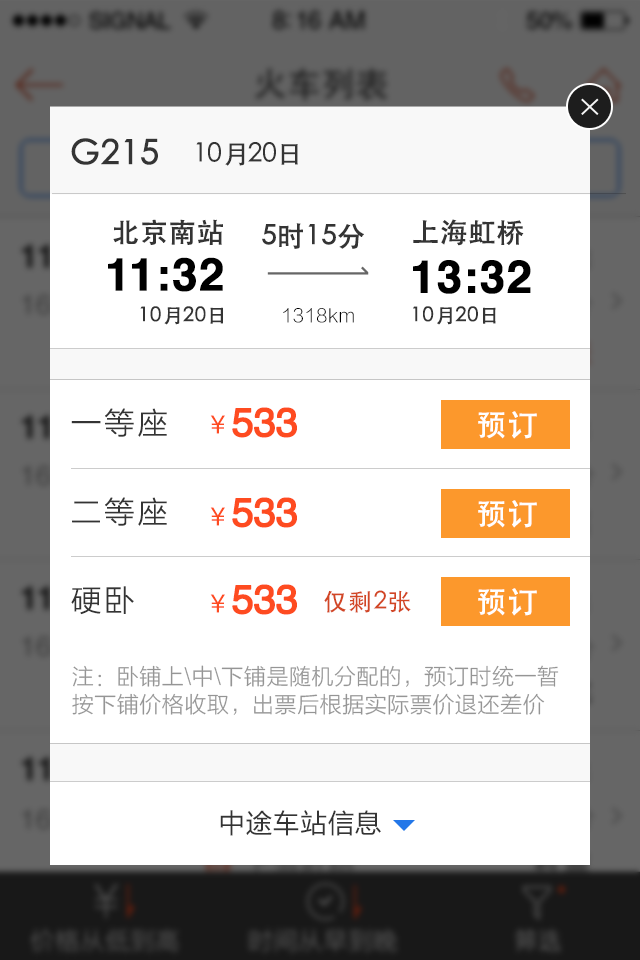 SIGNAL 8:16 AM 50%
火车列表
G215 10月20日
北京南站 5时15分 上海虹桥
11:32 13:32
10月20日 1318km 10月20日
一等座 ¥533 预订
二等座 ¥533 预订
硬卧 ¥533 仅剩2张 预订
注：卧铺上\中\下铺是随机分配的，预订时统一暂
按下铺价格收取，出票后根据实际票价退还差价
中途车站信息
价格从低到高 时间从早到晚 筛选